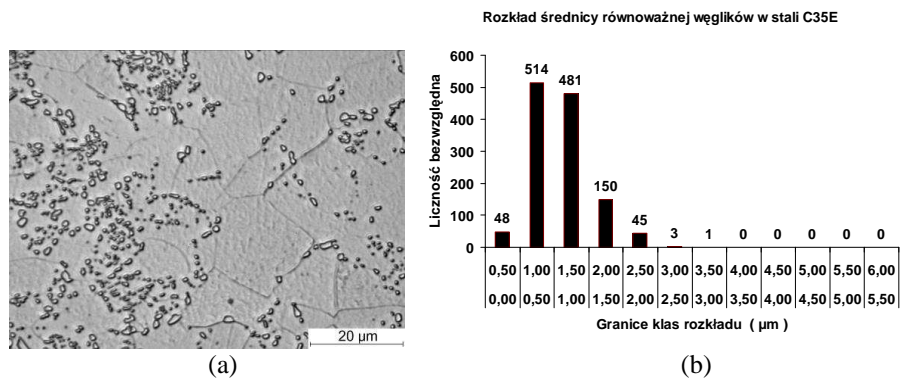 Rozkład średnicy równoważnej węglików w stali C35E
20 µm
(a)
Liczność bezwzględna
600
500
400
300
200
100
0
48
514
481
150
45
3
1
0
0
0
0
0
0,50 1,00 1,50 2,00 2,50 3,00 3,50 4,00 4,50 5,00 5,50 6,00
0,00 0,50 1,00 1,50 2,00 2,50 3,00 3,50 4,00 4,50 5,00 5,50
Granice klas rozkładu ( µm )
(b)